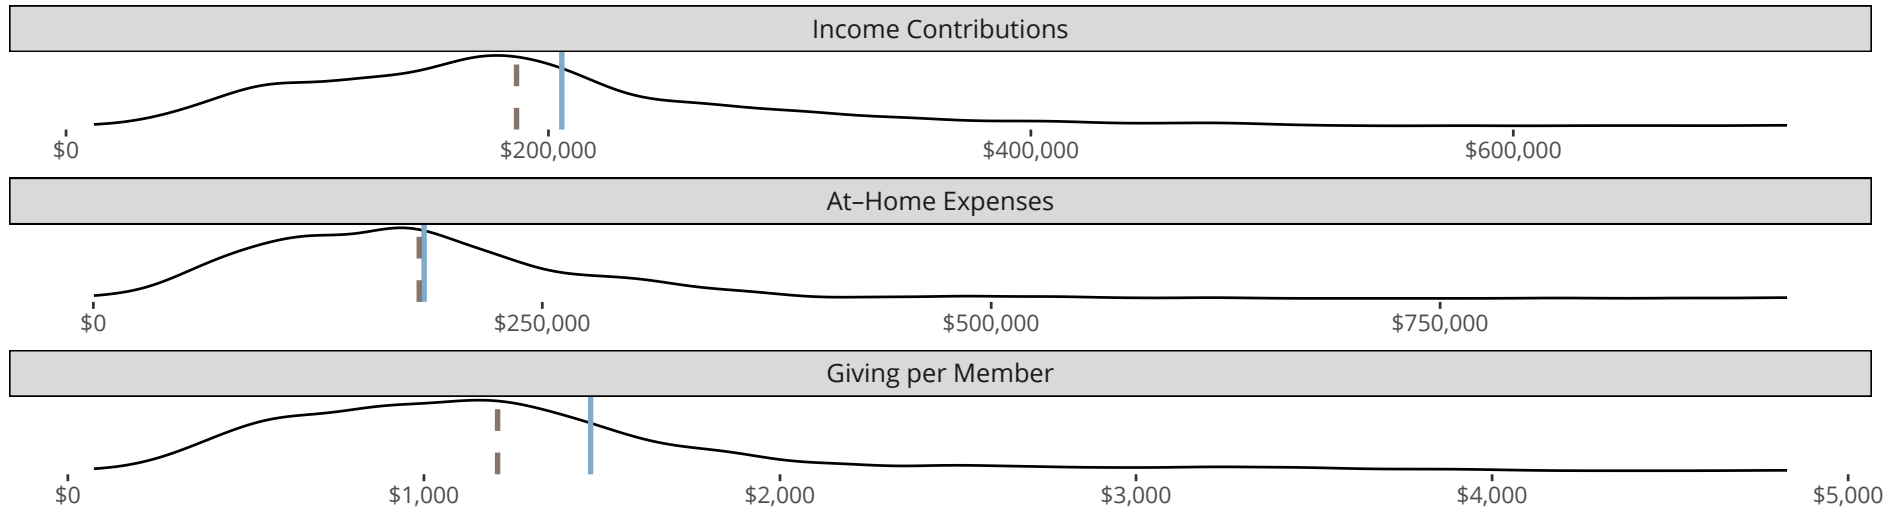 Income Contributions
$0 $200,000 $400,000 $600,000
At–Home Expenses
$0 $250,000 $500,000 $750,000
Giving per Member
$0 $1,000 $2,000 $3,000 $4,000 $5,000